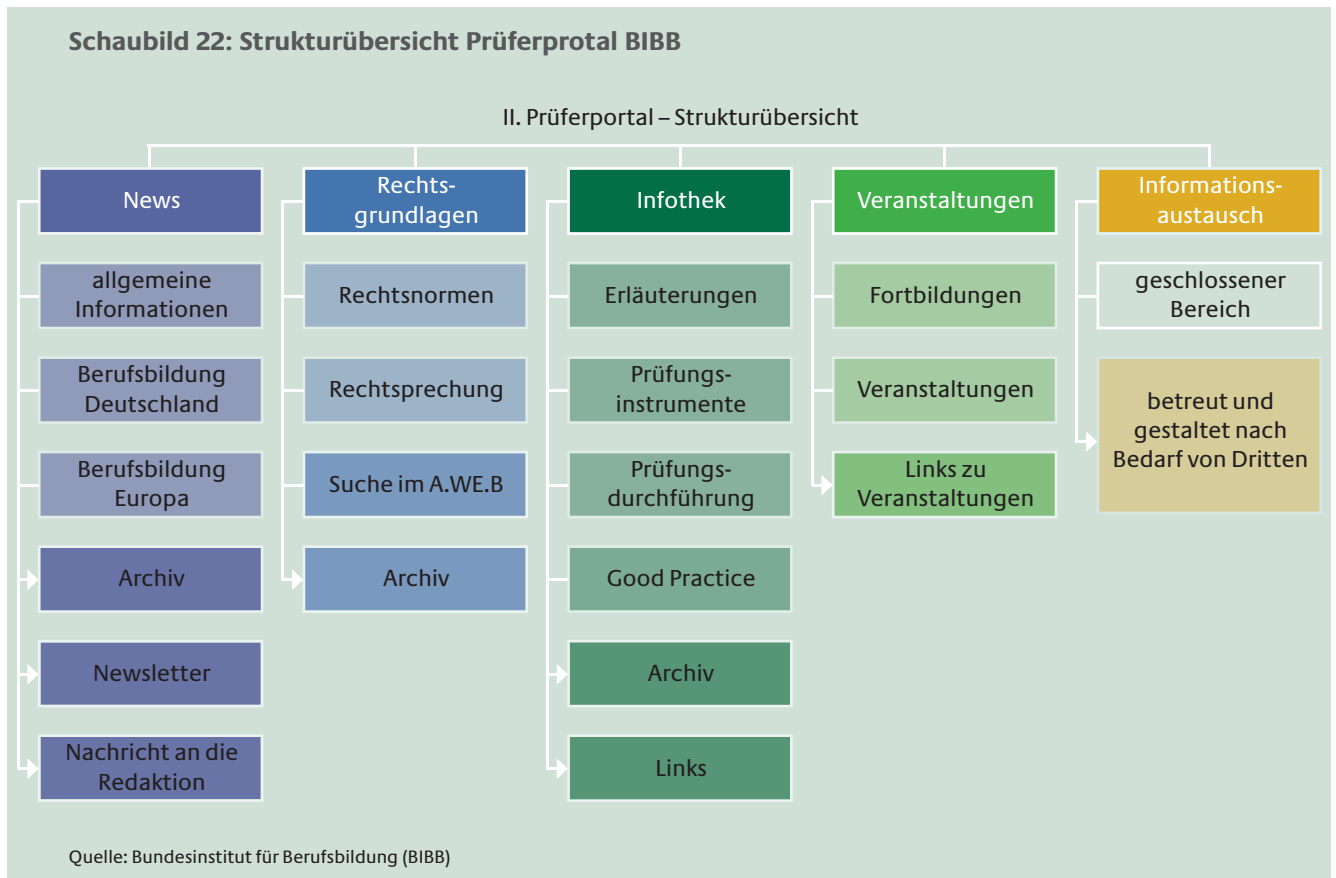 Schaubild 22: Strukturübersicht Prüferprotal BIBB
II. Prüferportal – Strukturübersicht
News
allgemeine
Informationen
Berufsbildung
Deutschland
Berufsbildung
Europa
Archiv
Newsletter
Nachricht an die
Redaktion
Rechts-
grundlagen
Rechtsnormen
Rechtsprechung
Suche im A.WE.B
Archiv
Infothek
Erläuterungen
Prüfungs-
instrumente
Prüfungs-
durchführung
Good Practice
Archiv
Links
Veranstaltungen
Fortbildungen
Veranstaltungen
Links zu
Veranstaltungen
Informations-
austausch
geschlossener
Bereich
betreut und
gestaltet nach
Bedarf von Dritten
Quelle: Bundesinstitut für Berufsbildung (BIBB)